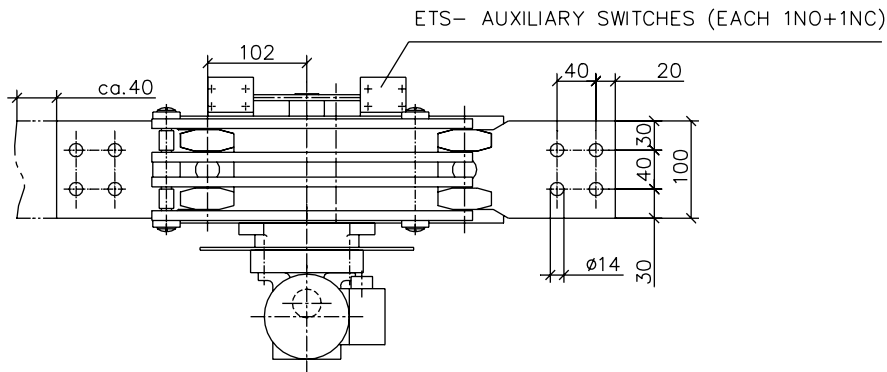 ETS- AUXILIARY SWITCHES (EACH 1NO+1NC)
102
ca.40
40
20
30
40
100
30
ø14